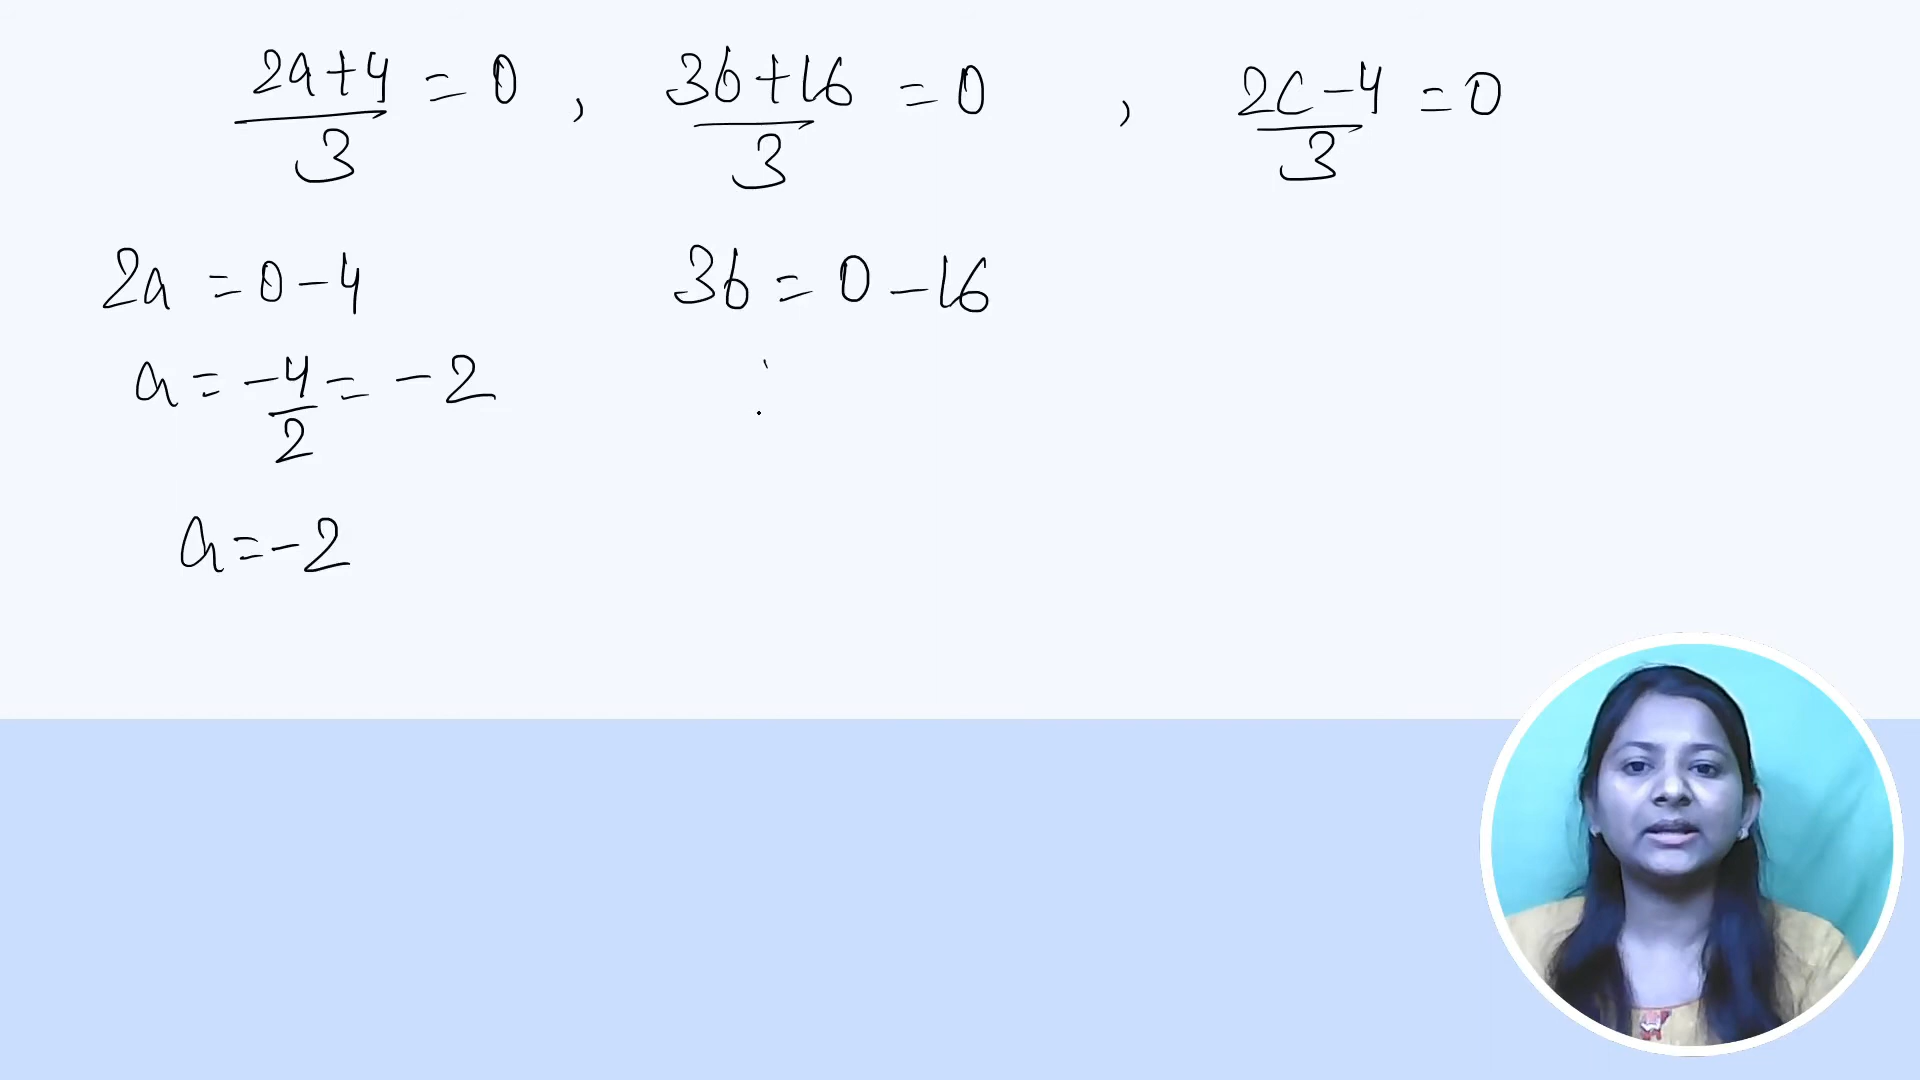 2a+4/3 = 0 , 3b+16/3 = 0 , 2c-4/3 = 0
2a = 0-4 3b = 0-16
a = -4/2 = -2 :
a = -2